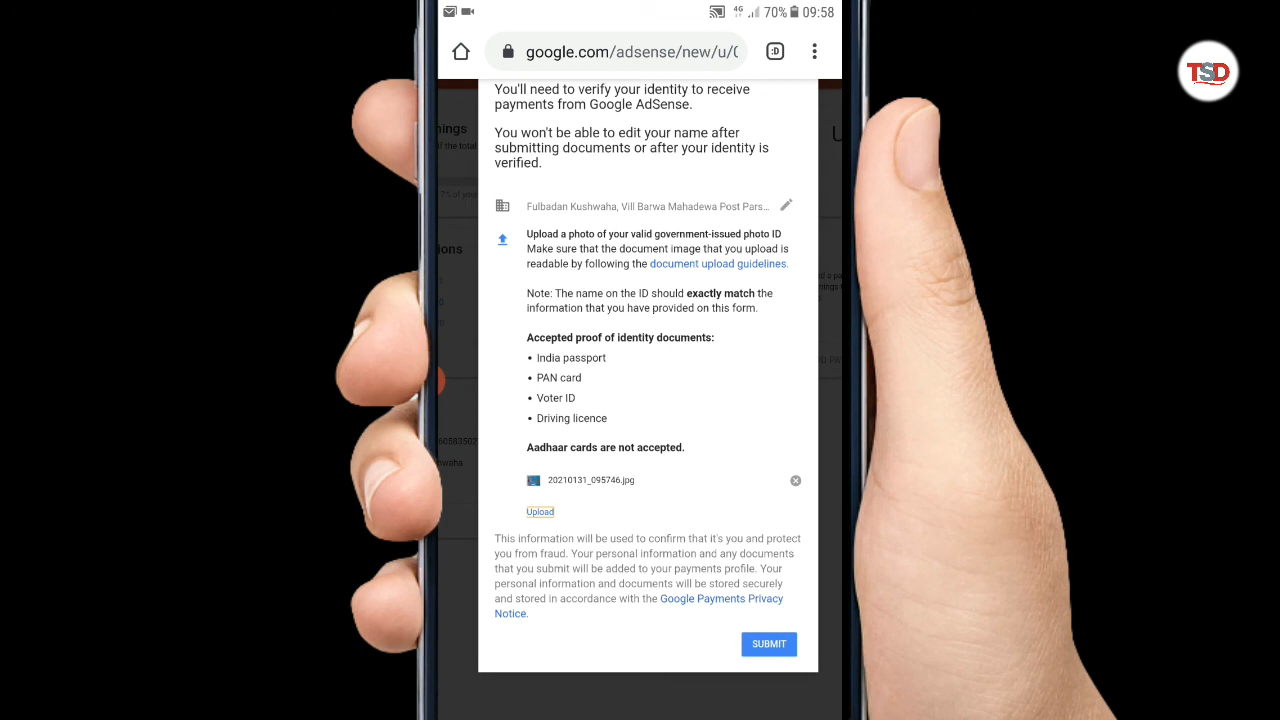 4G
70%
09:58
google.com/adsense/new/u/0
TSD
You'll need to verify your identity to receive
payments from Google AdSense.
You won't be able to edit your name after
submitting documents or after your identity is
verified.
Fulbadan Kushwaha, Vill Barwa Mahadewa Post Pars...
Upload a photo of your valid government-issued photo ID
Make sure that the document image that you upload is
readable by following the document upload guidelines.
Note: The name on the ID should exactly match the
information that you have provided on this form.
Accepted proof of identity documents:
• India passport
• PAN card
• Voter ID
• Driving licence
Aadhaar cards are not accepted.
20210131_095746.jpg
Upload
This information will be used to confirm that it's you and protect
you from fraud. Your personal information and any documents
that you submit will be added to your payments profile. Your
personal information and documents will be stored securely
and stored in accordance with the Google Payments Privacy
Notice.
SUBMIT